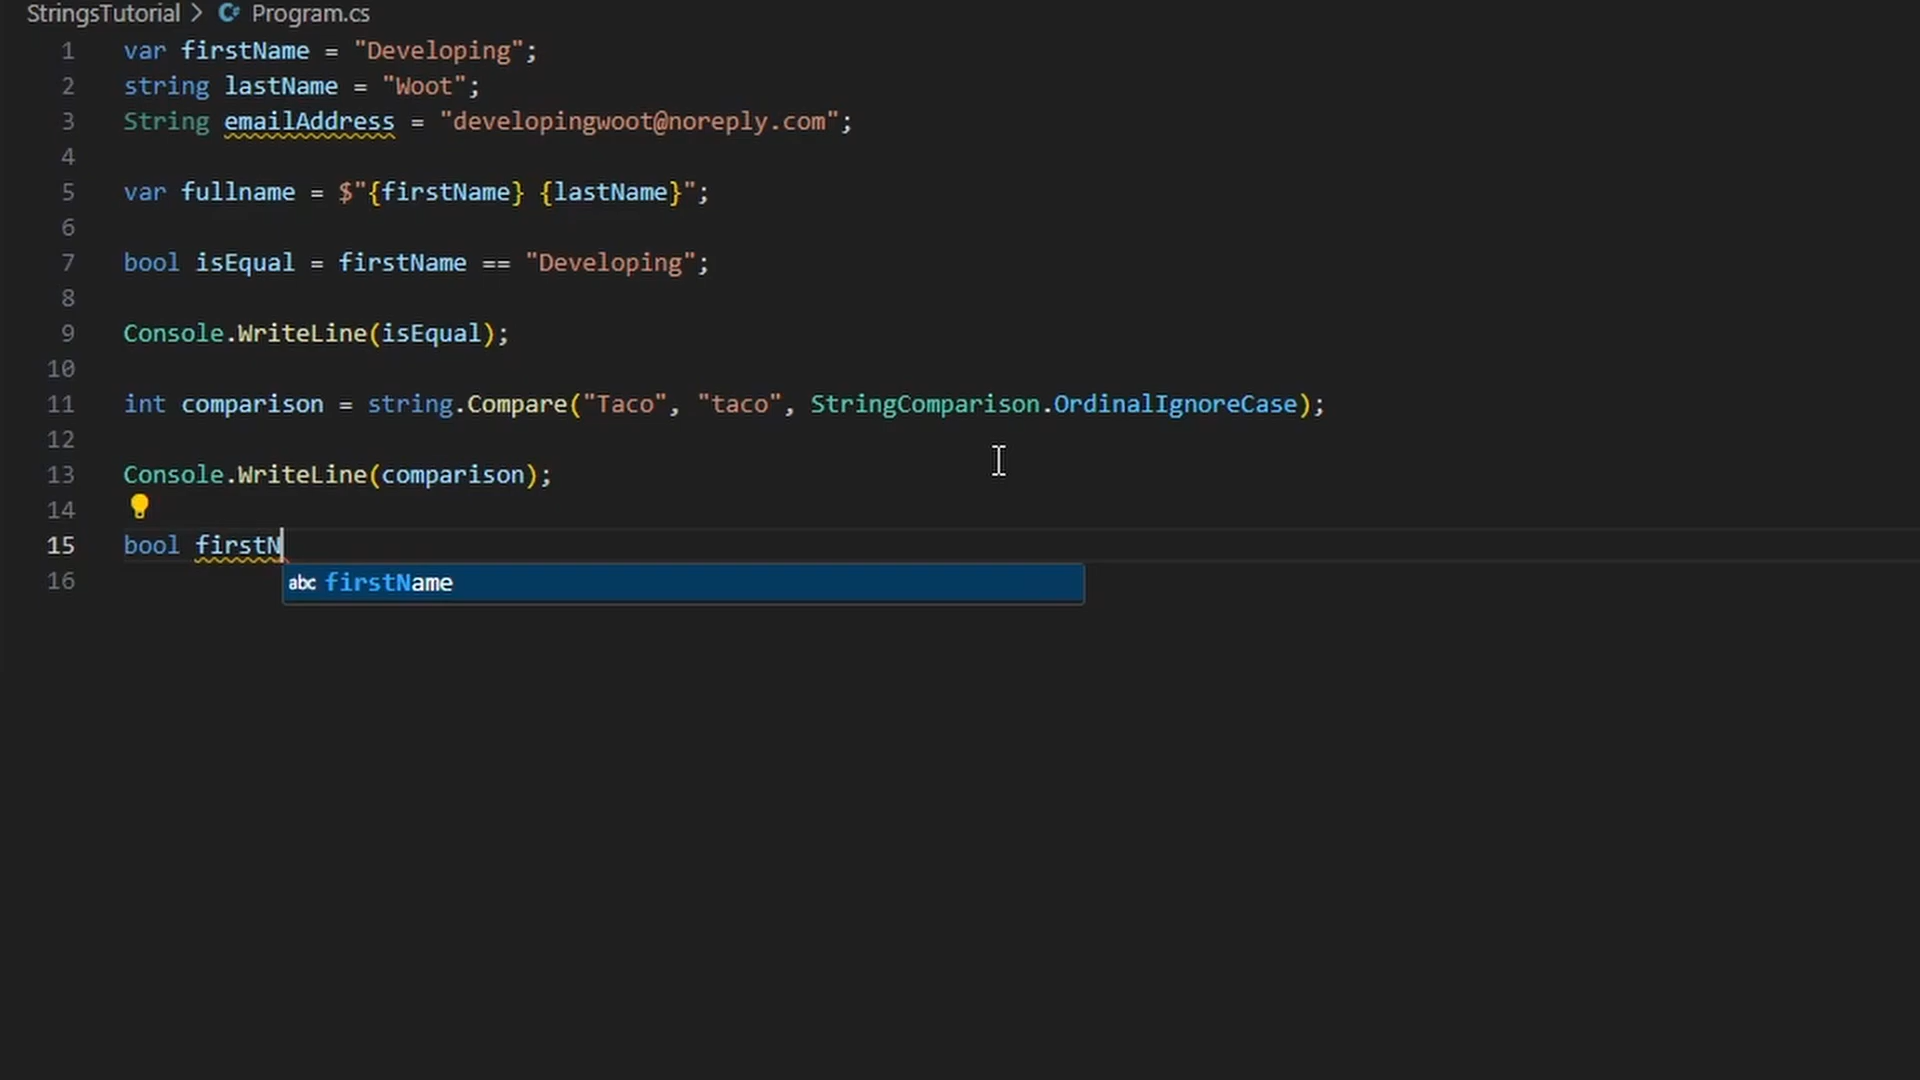 StringsTutorial > Program.cs
1 var firstName = "Developing";
2 string lastName = "Woot";
3 String emailAddress = "developingwoot@noreply.com";
4
5 var fullname = $"{firstName} {lastName}";
6
7 bool isEqual = firstName == "Developing";
8
9 Console.WriteLine(isEqual);
10
11 int comparison = string.Compare("Taco", "taco", StringComparison.OrdinalIgnoreCase);
12
13 Console.WriteLine(comparison);
14
15 bool firstN
abc firstName
16